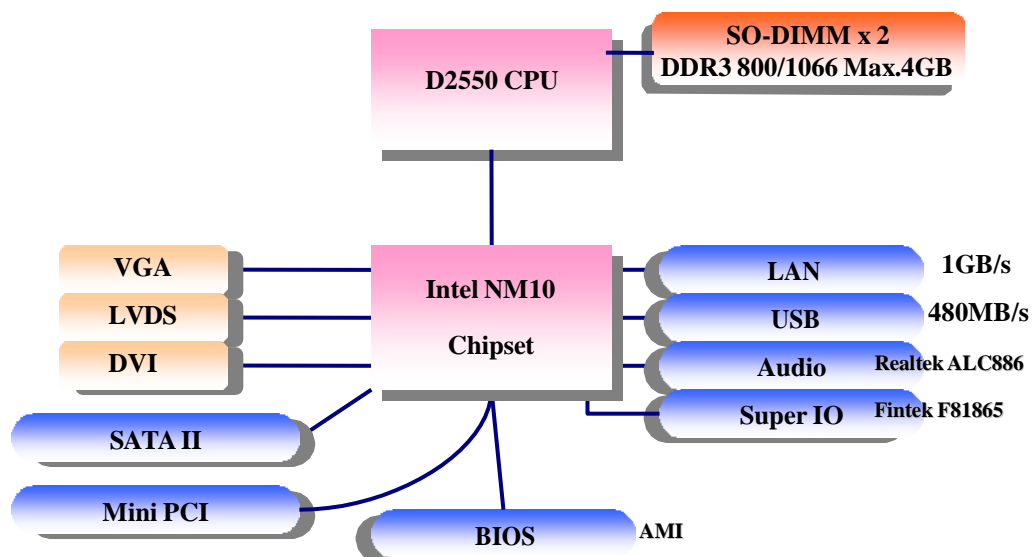 SO-DIMM x 2
DDR3 800/1066 Max.4GB
D2550 CPU
VGA
LVDS
DVI
Intel NM10
Chipset
LAN
1GB/s
USB
480MB/s
Audio
Realtek ALC886
Super IO
Fintek F81865
SATA II
Mini PCI
BIOS
AMI